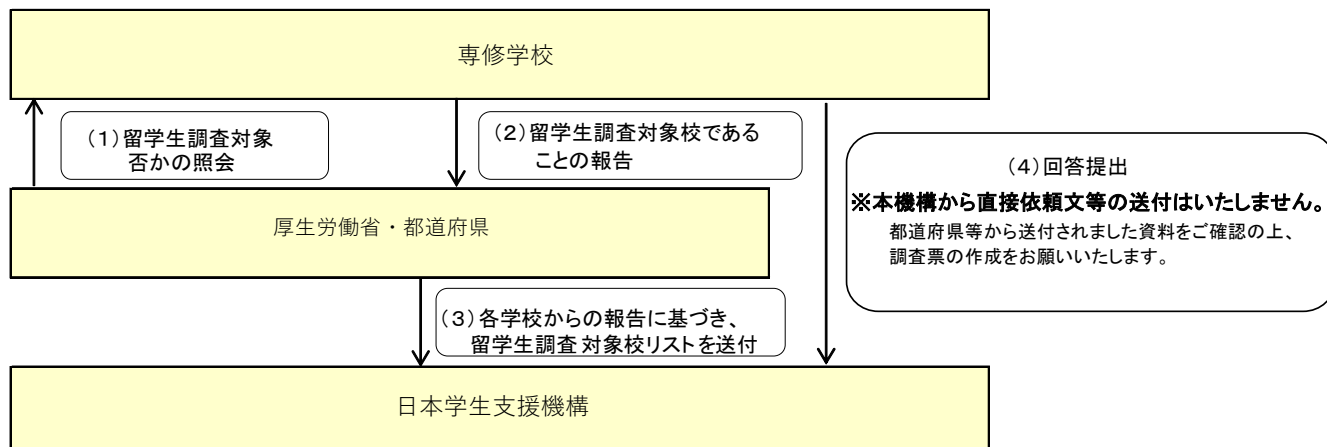 専修学校
(1)留学生調査対象
否かの照会
(2)留学生調査対象校である
ことの報告
(4)回答提出
※本機構から直接依頼文等の送付はいたしません。
都道府県等から送付されました資料をご確認の上、
調査票の作成をお願いいたします。
厚生労働省・都道府県
(3)各学校からの報告に基づき、
留学生調査対象校リストを送付
日本学生支援機構